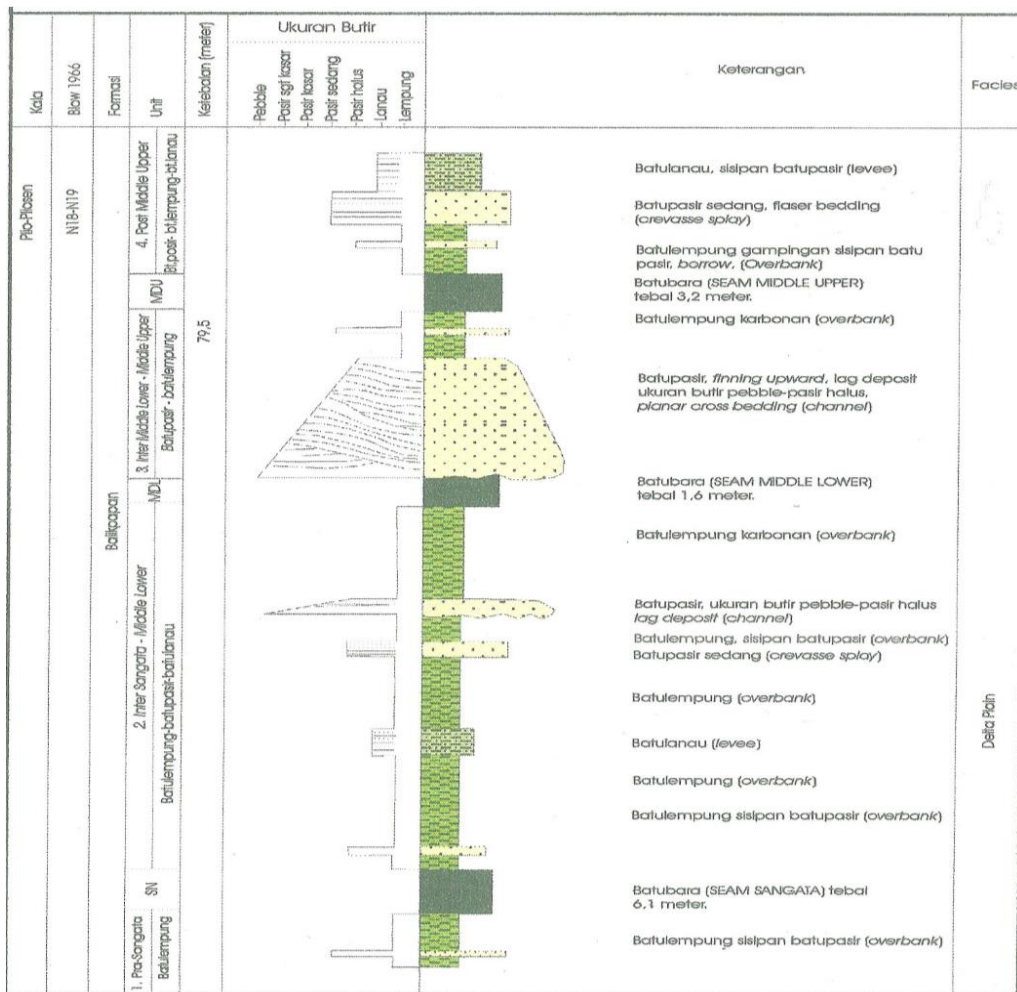 Kala
Blow 1966
Formasi
Unit
Ketebalan (meter)
Ukuran Butir
Pebble
Pasir sgt kasar
Pasir kasar
Pasir sedang
Pasir halus
Lanau
Lempung
Keterangan
Facies
Plio-Pliosen
N18-N19
Balikpapan
4. Post Middle Upper
Bt.pasir- bt.lempung-bt.lanau
MDU
3. Inter Middle Lower - Middle Upper
Batupasir - batulempung
MDL
2. Inter Sangata - Middle Lower
Batulempung-batupasir-batulanau
SN
1. Pra-Sangata
Batulempung
79,5
Batulanau, sisipan batupasir (levee)
Batupasir sedang, flaser bedding
(crevasse splay)
Batulempung gampingan sisipan batu
pasir, borrow, (Overbank)
Batubara (SEAM MIDDLE UPPER)
tebal 3,2 meter.
Batulempung karbonan (overbank)
Batupasir, finning upward, lag deposit
ukuran butir pebble-pasir halus,
planar cross bedding (channel)
Batubara (SEAM MIDDLE LOWER)
tebal 1,6 meter.
Batulempung karbonan (overbank)
Batupasir, ukuran butir pebble-pasir halus
lag deposit (channel)
Batulempung, sisipan batupasir (overbank)
Batupasir sedang (crevasse splay)
Batulempung (overbank)
Batulanau (levee)
Batulempung (overbank)
Batulempung sisipan batupasir (overbank)
Batubara (SEAM SANGATA) tebal
6,1 meter.
Batulempung sisipan batupasir (overbank)
Delta Plain